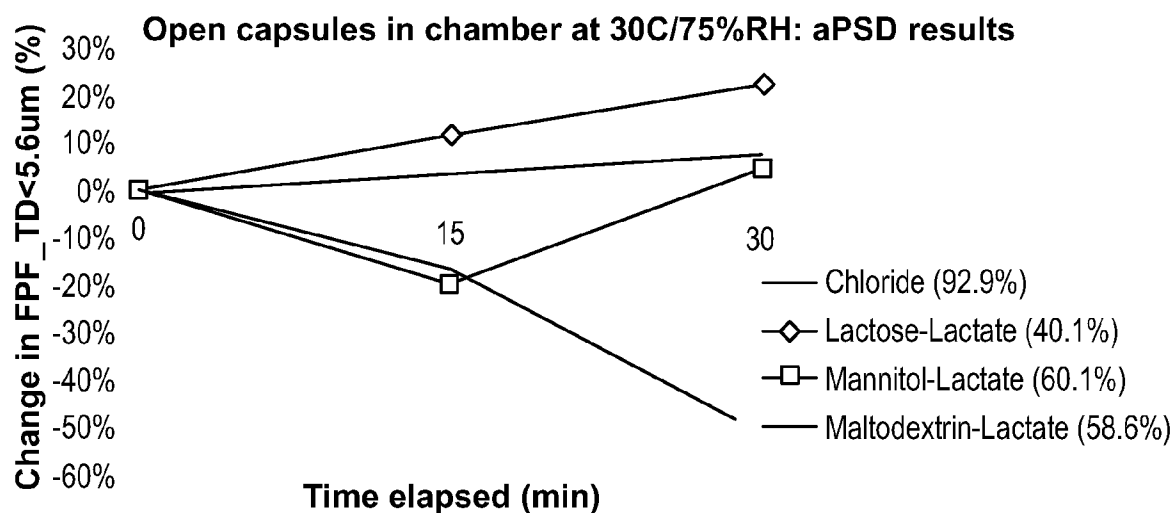 Open capsules in chamber at 30C/75%RH: aPSD results
Change in FPF_TD<5.6um (%)
30%
20%
10%
0%
-10%
-20%
-30%
-40%
-50%
-60%
0
15
30
Chloride (92.9%)
Lactose-Lactate (40.1%)
Mannitol-Lactate (60.1%)
Maltodextrin-Lactate (58.6%)
Time elapsed (min)